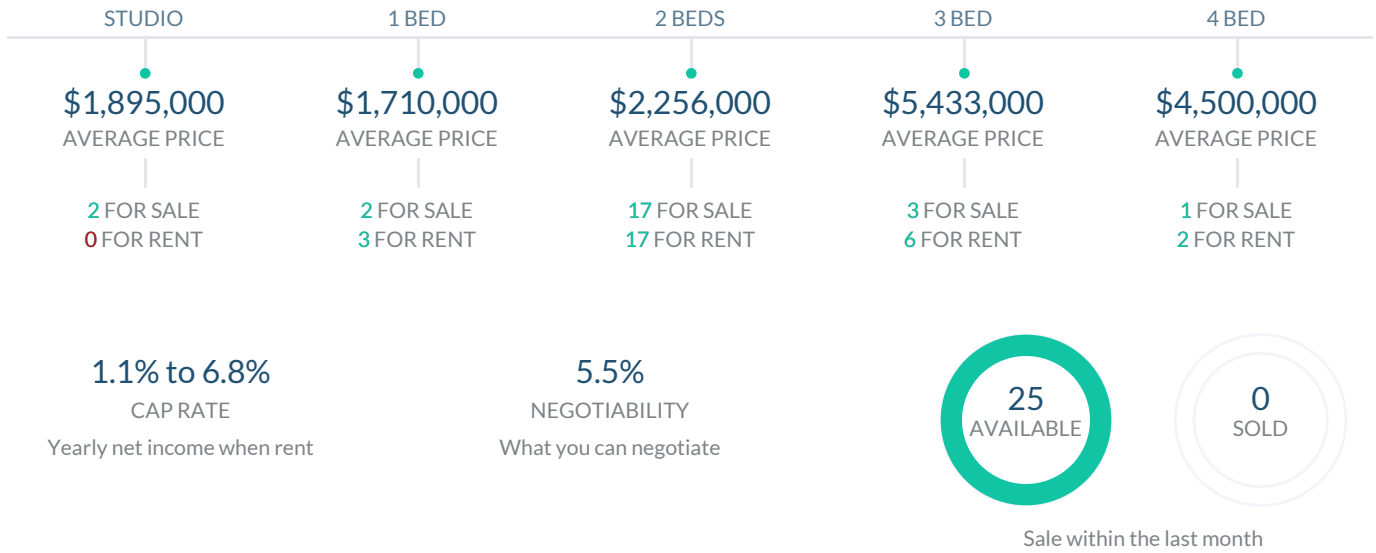 STUDIO
1 BED
2 BEDS
3 BED
4 BED
$1,895,000
AVERAGE PRICE
2 FOR SALE
0 FOR RENT
$1,710,000
AVERAGE PRICE
2 FOR SALE
3 FOR RENT
$2,256,000
AVERAGE PRICE
17 FOR SALE
17 FOR RENT
$5,433,000
AVERAGE PRICE
3 FOR SALE
6 FOR RENT
$4,500,000
AVERAGE PRICE
1 FOR SALE
2 FOR RENT
1.1% to 6.8%
CAP RATE
Yearly net income when rent
5.5%
NEGOTIABILITY
What you can negotiate
25
AVAILABLE
0
SOLD
Sale within the last month